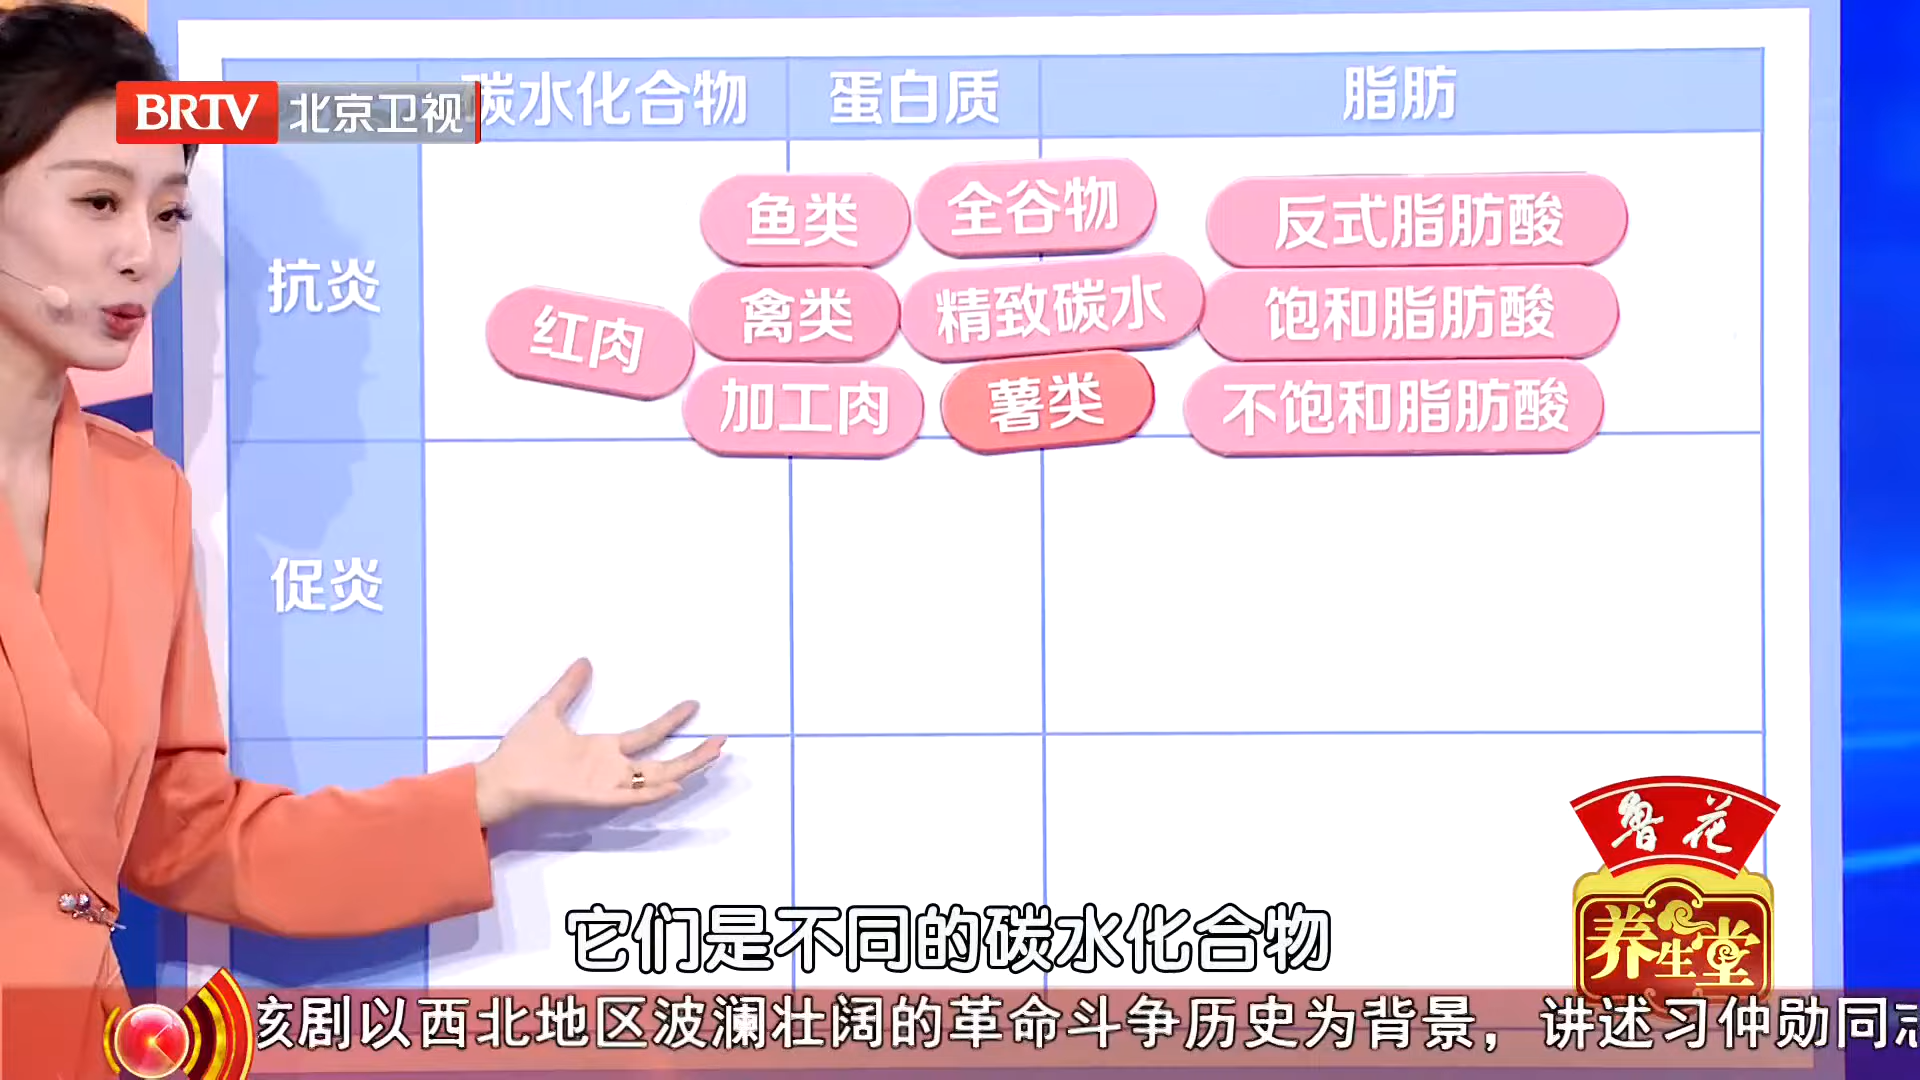 碳水化合物 蛋白质 脂肪
BRTV 北京卫视
抗炎
鱼类 全谷物 反式脂肪酸
红肉 禽类 精致碳水 饱和脂肪酸
加工肉 薯类 不饱和脂肪酸
促炎
鲁花
养生堂
它们是不同的碳水化合物
该剧以西北地区波澜壮阔的革命斗争历史为背景，讲述习仲勋同志